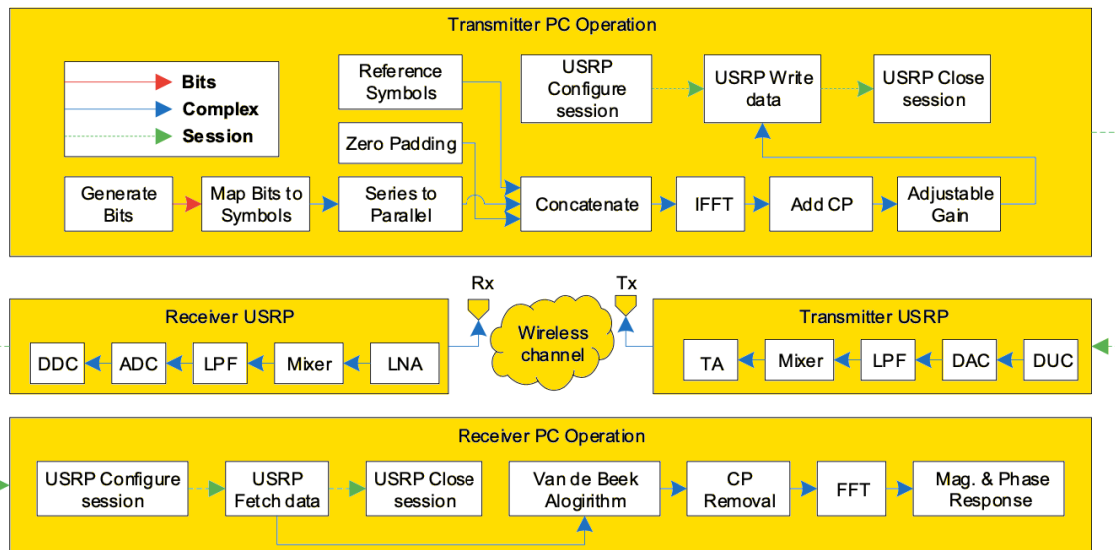 Transmitter PC Operation
Bits
Complex
Session
Reference
Symbols
USRP
Configure
session
USRP Write
data
USRP Close
session
Zero Padding
Generate
Bits
Map Bits to
Symbols
Series to
Parallel
Concatenate
IFFT
Add CP
Adjustable
Gain
Rx
Tx
Receiver USRP
DDC
ADC
LPF
Mixer
LNA
Wireless
channel
Transmitter USRP
TA
Mixer
LPF
DAC
DUC
Receiver PC Operation
USRP Configure
session
USRP
Fetch data
USRP Close
session
Van de Beek
Alogirithm
CP
Removal
FFT
Mag. & Phase
Response